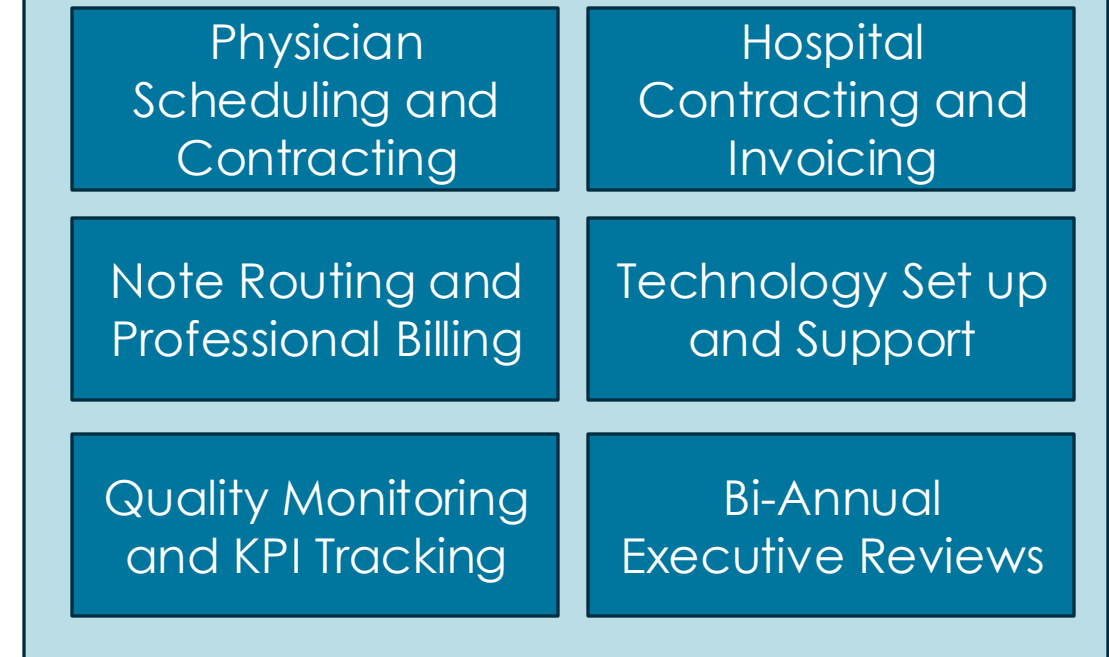 Physician
Scheduling and
Contracting
Hospital
Contracting and
Invoicing
Note Routing and
Professional Billing
Technology Set up
and Support
Quality Monitoring
and KPI Tracking
Bi-Annual
Executive Reviews